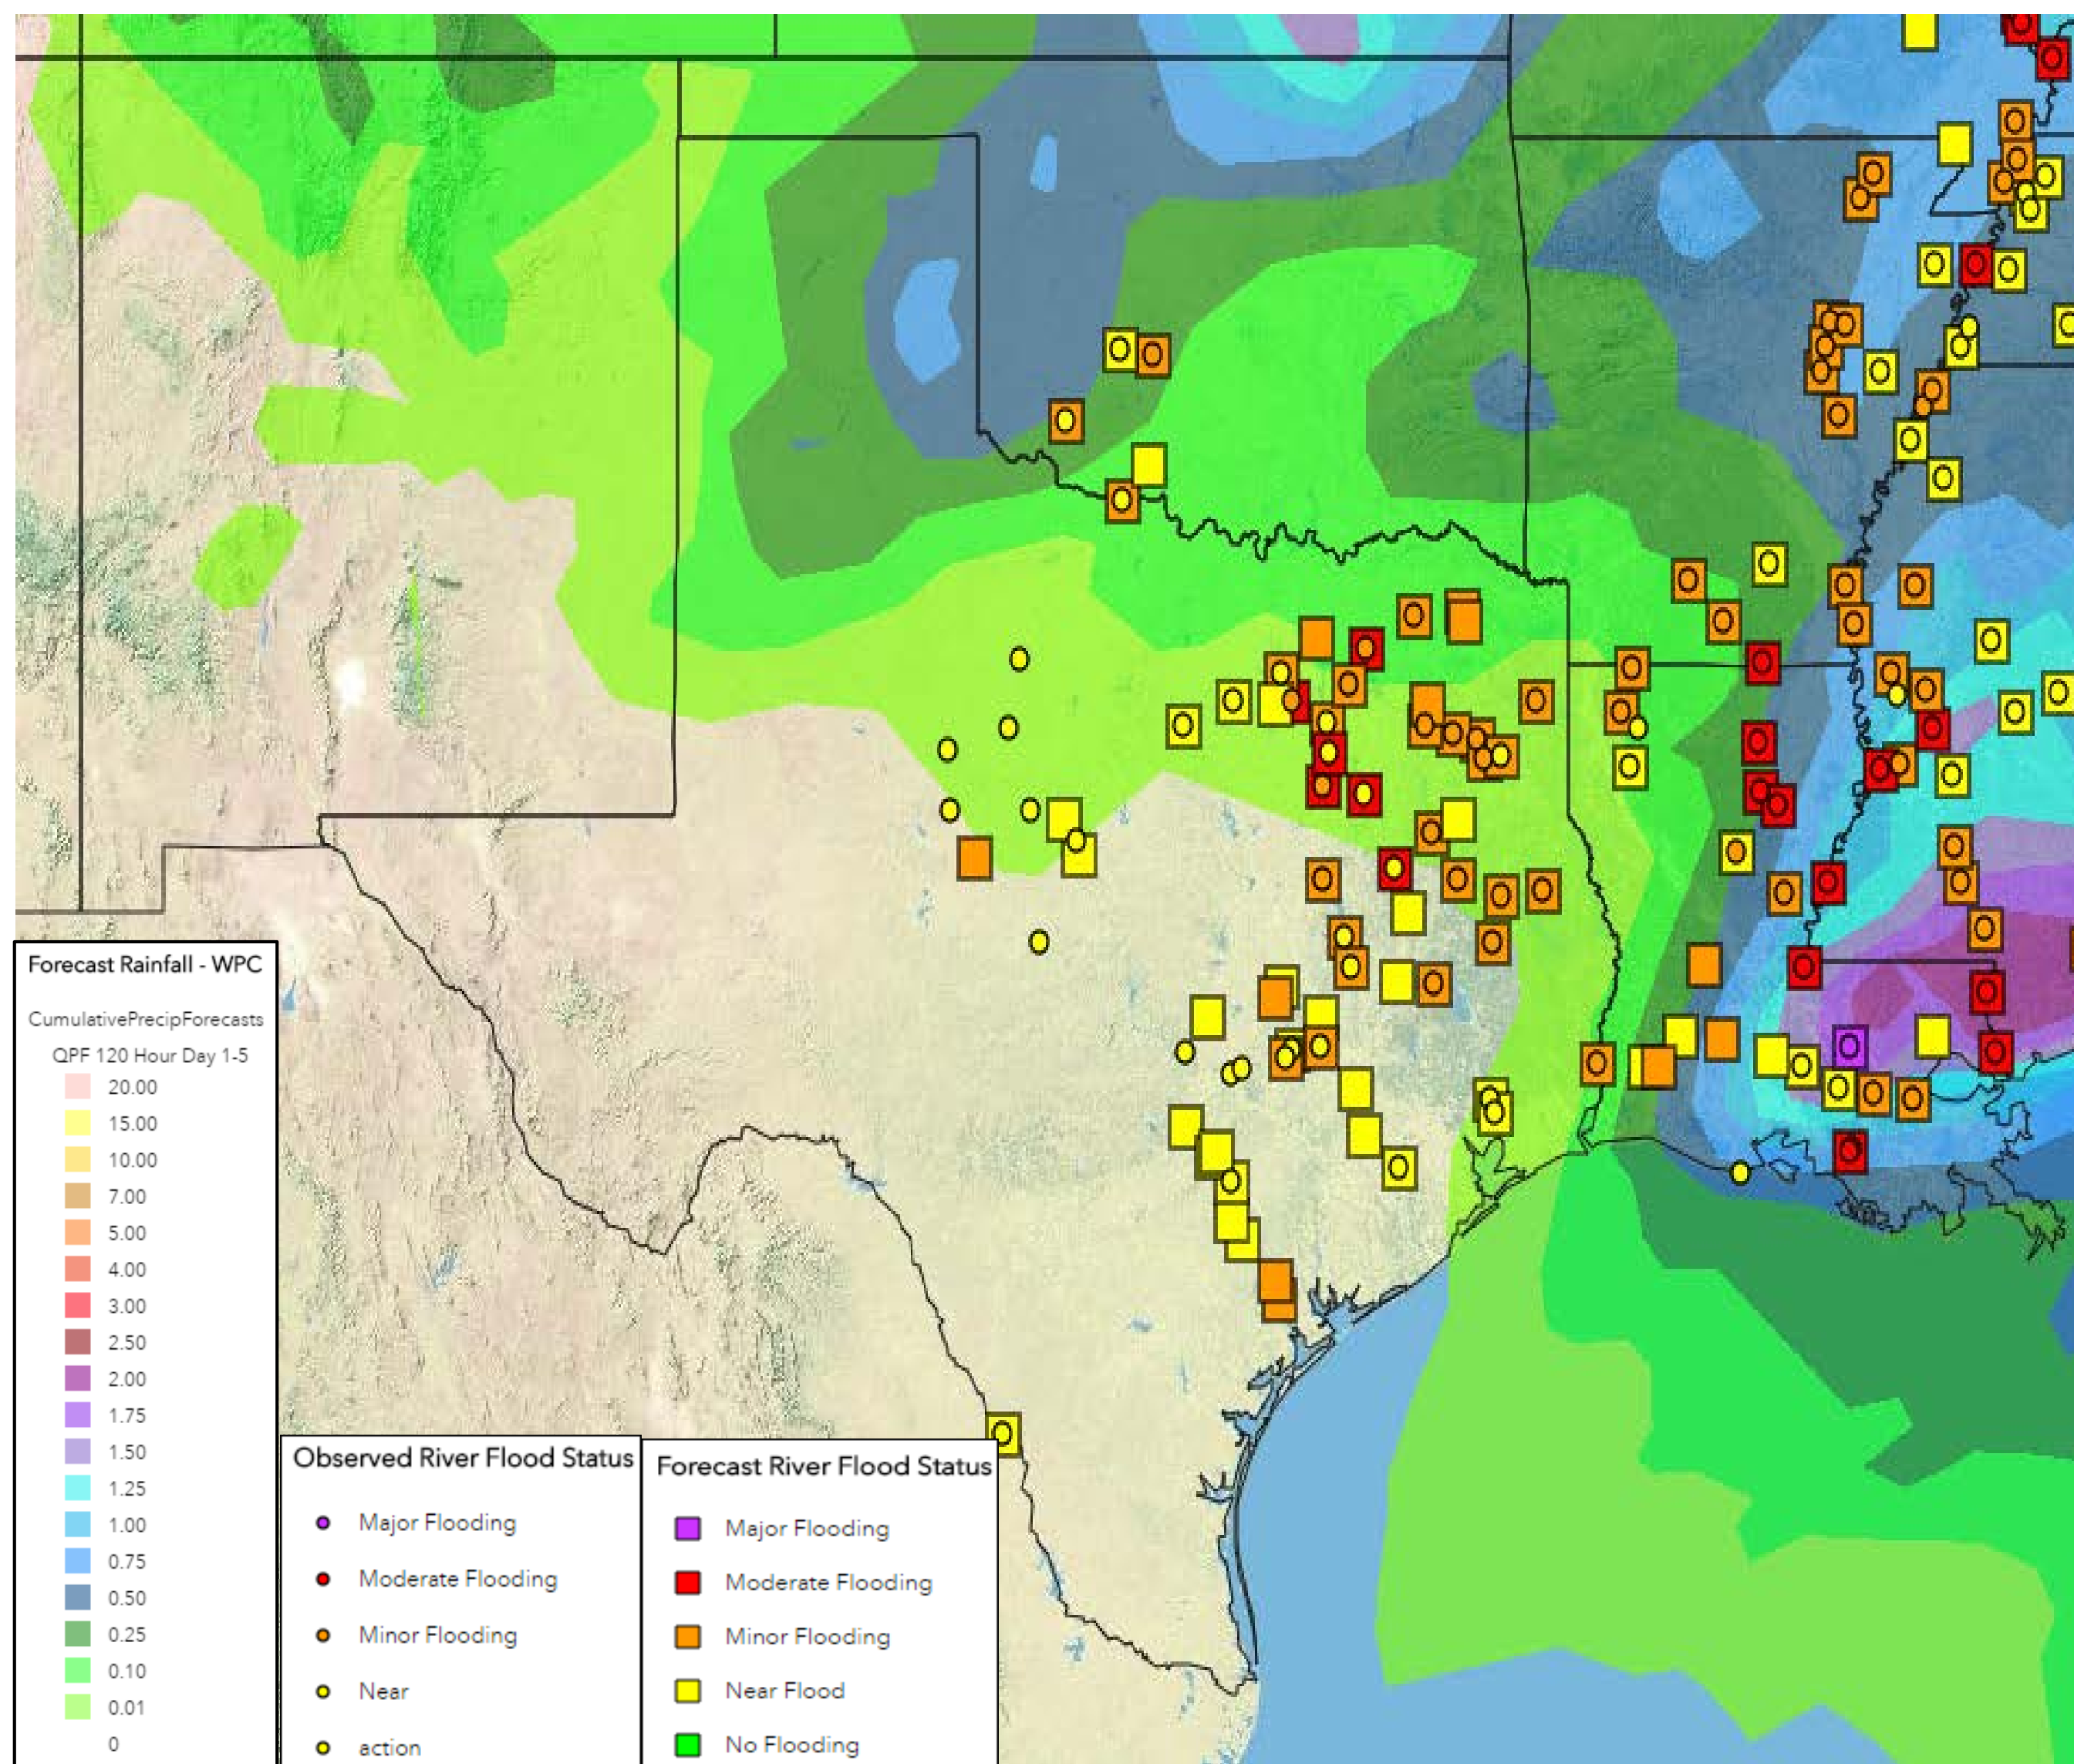 Forecast Rainfall - WPC
CumulativePrecipForecasts
QPF 120 Hour Day 1-5
20.00
15.00
10.00
7.00
5.00
4.00
3.00
2.50
2.00
1.75
1.50
1.25
1.00
0.75
0.50
0.25
0.10
0.01
0
Observed River Flood Status
Major Flooding
Moderate Flooding
Minor Flooding
Near
action
Forecast River Flood Status
Major Flooding
Moderate Flooding
Minor Flooding
Near Flood
No Flooding